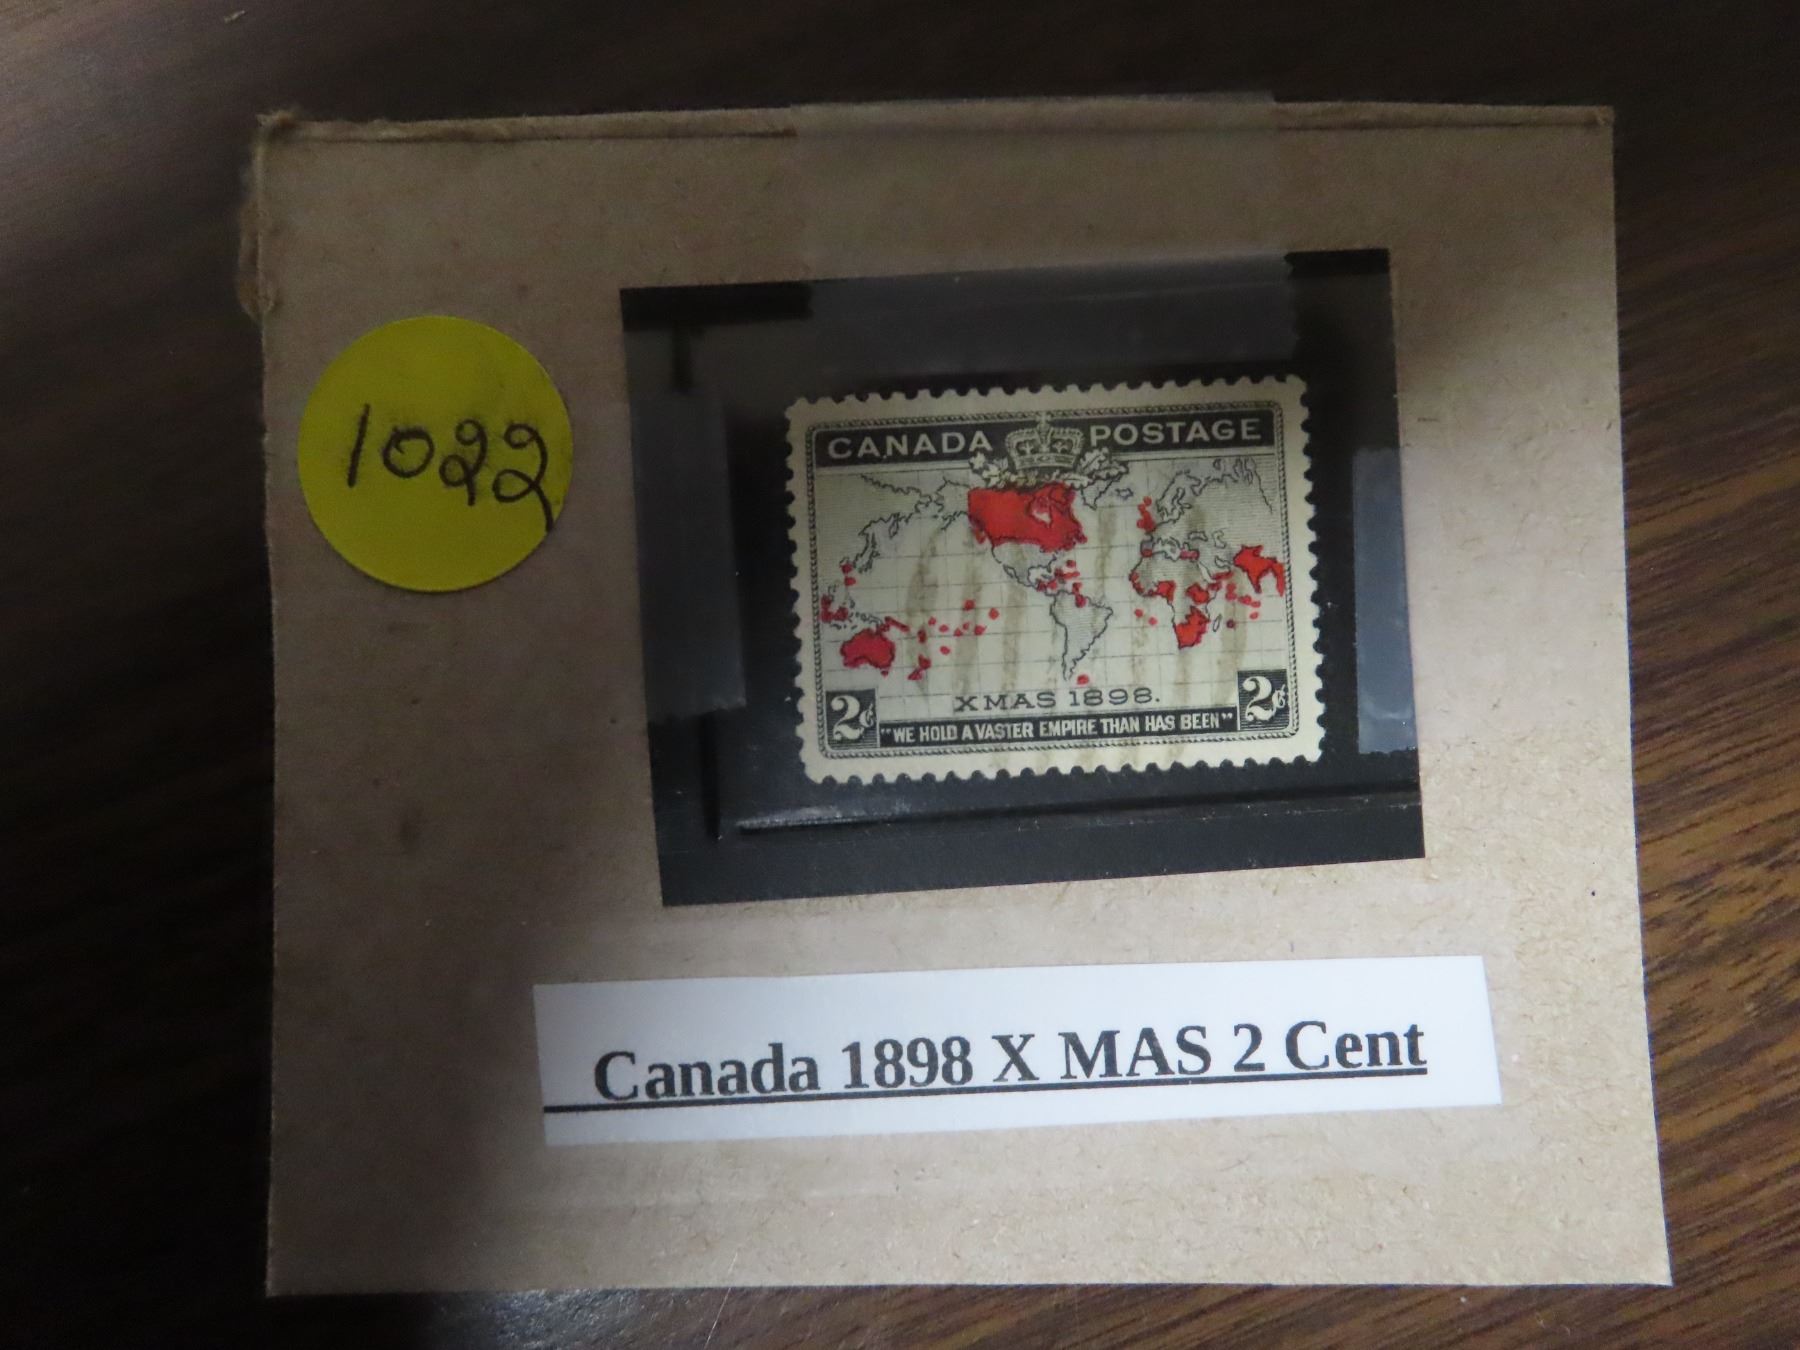 1022
CANADA POSTAGE
XMAS 1898.
2¢ 2¢
"WE HOLD A VASTER EMPIRE THAN HAS BEEN"
Canada 1898 X MAS 2 Cent